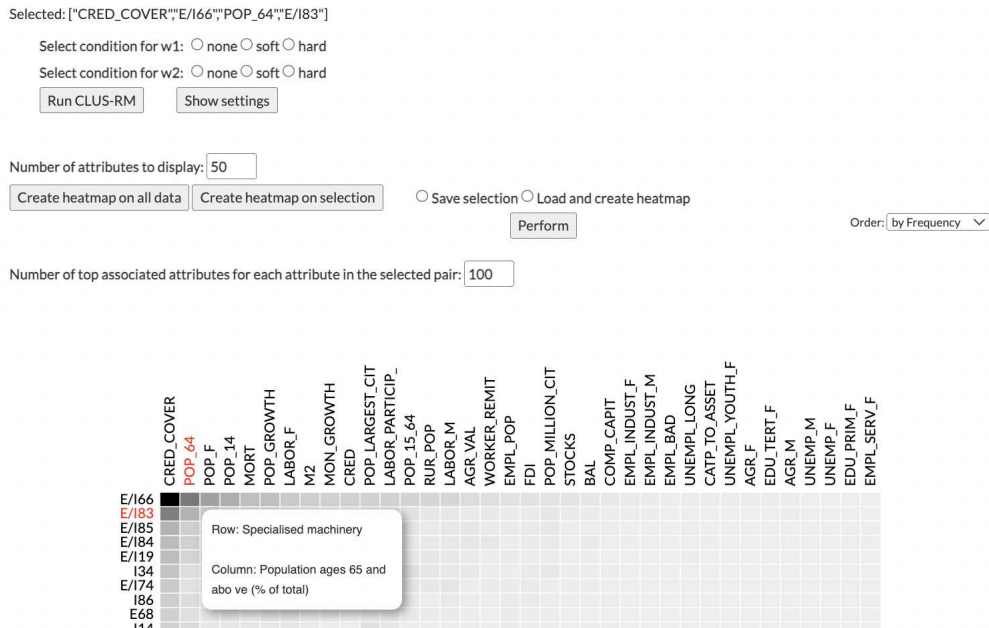 Selected: ["CRED_COVER","E/I66","POP_64","E/I83"]
Select condition for w1: none soft hard
Select condition for w2: none soft hard
Run CLUS-RM Show settings
Number of attributes to display: 50
Create heatmap on all data Create heatmap on selection Save selection Load and create heatmap
Perform
Order: by Frequency
Number of top associated attributes for each attribute in the selected pair: 100
CRED_COVER
POP_64
POP_F
POP_14
MORT
POP_GROWTH
LABOR_F
M2
MON_GROWTH
CRED
POP_LARGEST_CIT
LABOR_PARTICIP_
POP_15_64
RUR_POP
LABOR_M
AGR_VAL
WORKER_REMIT
EMPL_POP
FDI
POP_MILLION_CIT
STOCKS
BAL
COMP_CAPIT
EMPL_INDUST_F
EMPL_INDUST_M
EMPL_BAD
UNEMPL_LONG
CATP_TO_ASSET
UNEMPL_YOUTH_F
AGR_F
EDU_TERT_F
AGR_M
UNEMP_M
UNEMP_F
EDU_PRIM_F
EMPL_SERV_F
E/I66
E/I83
E/I85
E/I84
E/I19
I34
E/I74
I86
E68
I14
Row: Specialised machinery
Column: Population ages 65 and
abo ve (% of total)